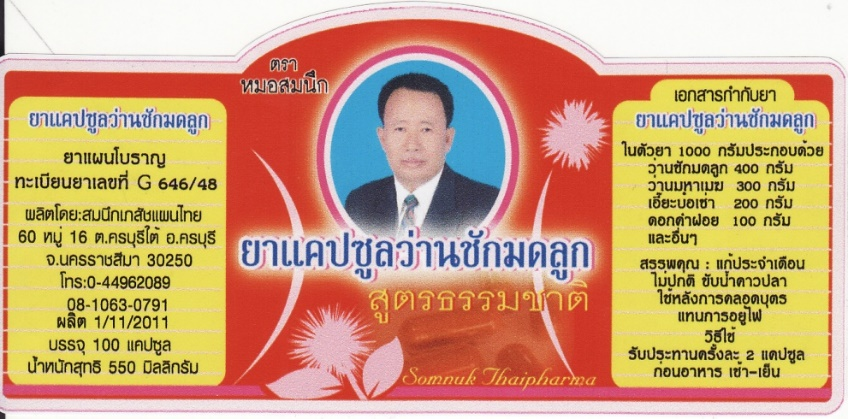 ตรา
หมอสมนึก
ยาแคปซูลว่านชักมดลูก
ยาแผนโบราญ
ทะเบียนยาเลขที่ G 646/48
ผลิตโดย:สมนึกเภสัชแผนไทย
60 หมู่ 16 ต.ครบุรีใต้ อ.ครบุรี
จ.นครราชสีมา 30250
โทร:0-44962089
08-1063-0791
ผลิต 1/11/2011
บรรจุ 100 แคปซูล
น้ำหนักสุทธิ 550 มิลลิกรัม
ยาแคปซูลว่านชักมดลูก
สูตรธรรมชาติ
Somnuk Thaipharma
เอกสารกำกับยา
ยาแคปซูลว่านชักมดลูก
ในตัวยา 1000 กรัมประกอบด้วย
ว่านชักมดลูก 400 กรัม
ว่านมหาเมฆ 300 กรัม
เอี๊ยะบ๋อเช่า 200 กรัม
ดอกคำฝอย 100 กรัม
และอื่นๆ
สรรพคุณ : แก้ประจำเดือน
ไม่ปกติ ขับน้ำคาวปลา
ใช้หลังการคลอดบุตร
แทนการอยู่ไฟ
วิธีใช้
รับประทานครั้งละ 2 แคปซูล
ก่อนอาหาร เช้า-เย็น